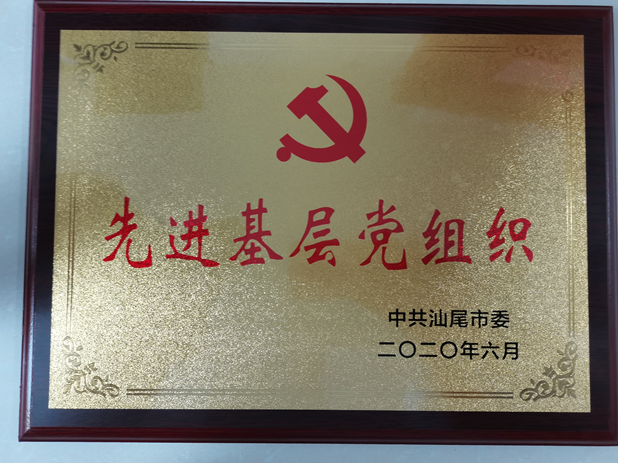 先进基层党组织
中共汕尾市委
二〇二〇年六月